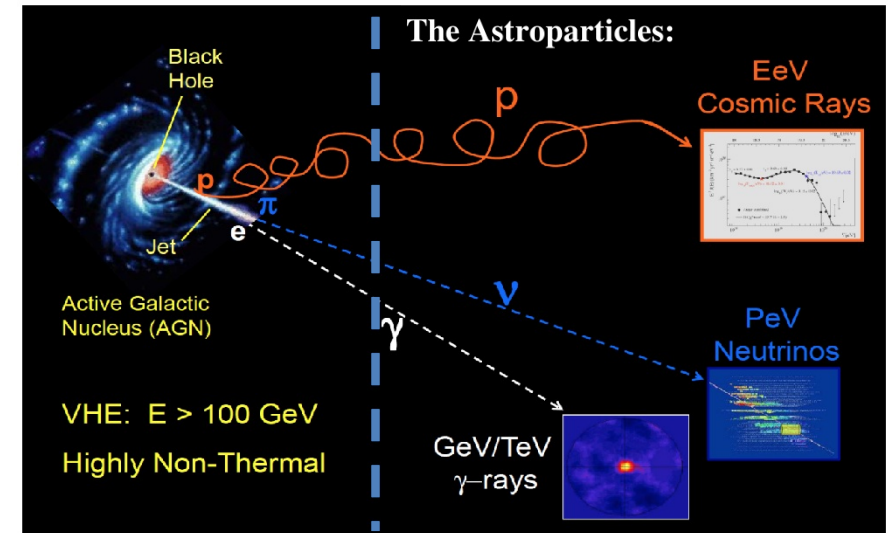 The Astroparticles:
Black
Hole
p
EeV
Cosmic Rays
p
π
e
Jet
ν
γ
Active Galactic
Nucleus (AGN)
PeV
Neutrinos
VHE: E > 100 GeV
Highly Non-Thermal
GeV/TeV
γ–rays